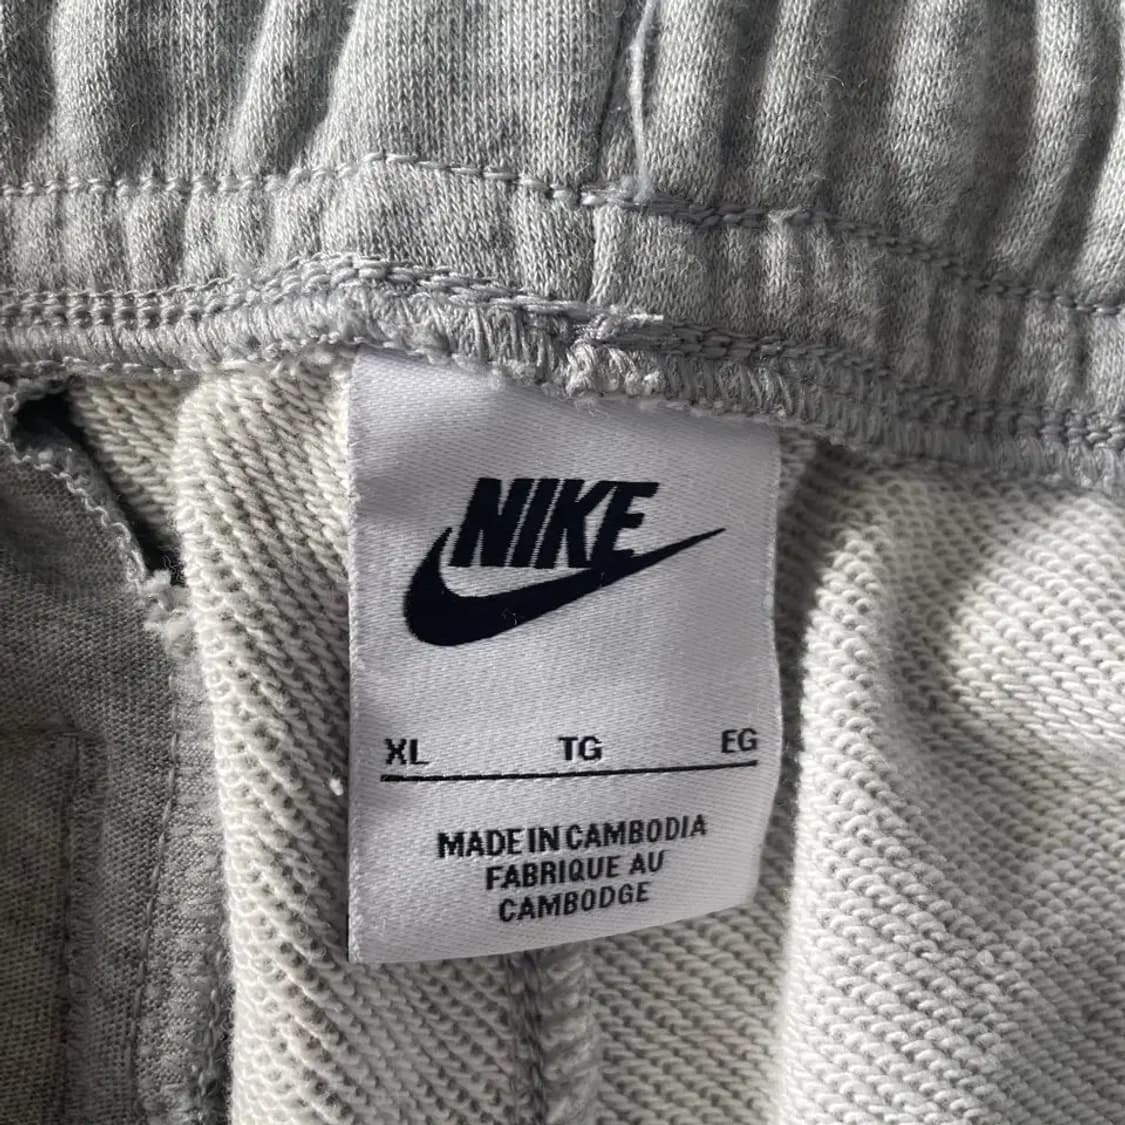 NIKE
XL TG EG
MADE IN CAMBODIA
FABRIQUE AU
CAMBODGE